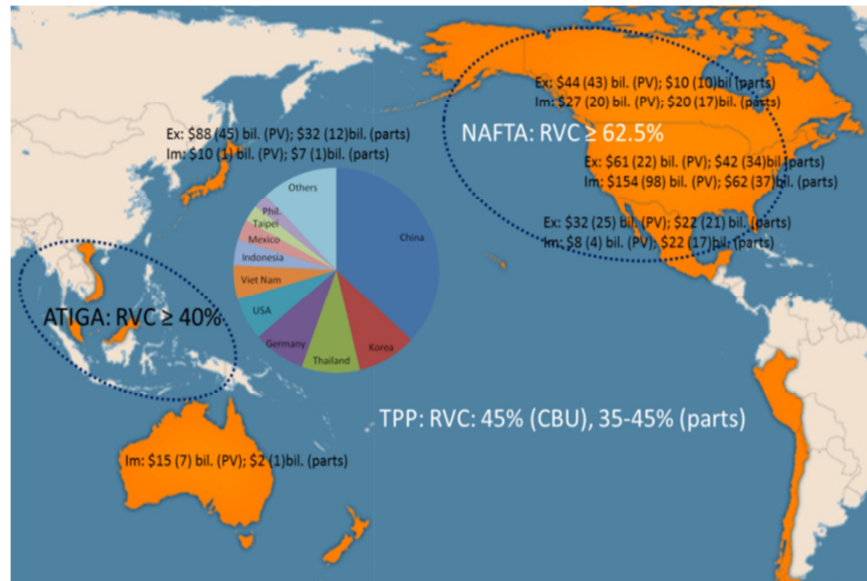 Ex: $44 (43) bil. (PV); $10 (10)bil (parts)
Im: $27 (20) bil. (PV); $20 (17)bil. (parts)
NAFTA: RVC ≥ 62.5%
Ex: $88 (45) bil. (PV); $32 (12)bil. (parts)
Im: $10 (1) bil. (PV); $7 (1)bil. (parts)
Ex: $61 (22) bil. (PV); $42 (34)bil (parts)
Im: $154 (98) bil. (PV); $62 (37)bil. (parts)
Ex: $32 (25) bil. (PV); $22 (21) bil. (parts)
Im: $8 (4) bil. (PV); $22 (17)bil. (parts)
Others
Phil.
Taipei
Mexico
Indonesia
Viet Nam
USA
Germany
Thailand
Korea
China
ATIGA: RVC ≥ 40%
TPP: RVC: 45% (CBU), 35-45% (parts)
Im: $15 (7) bil. (PV); $2 (1)bil. (parts)